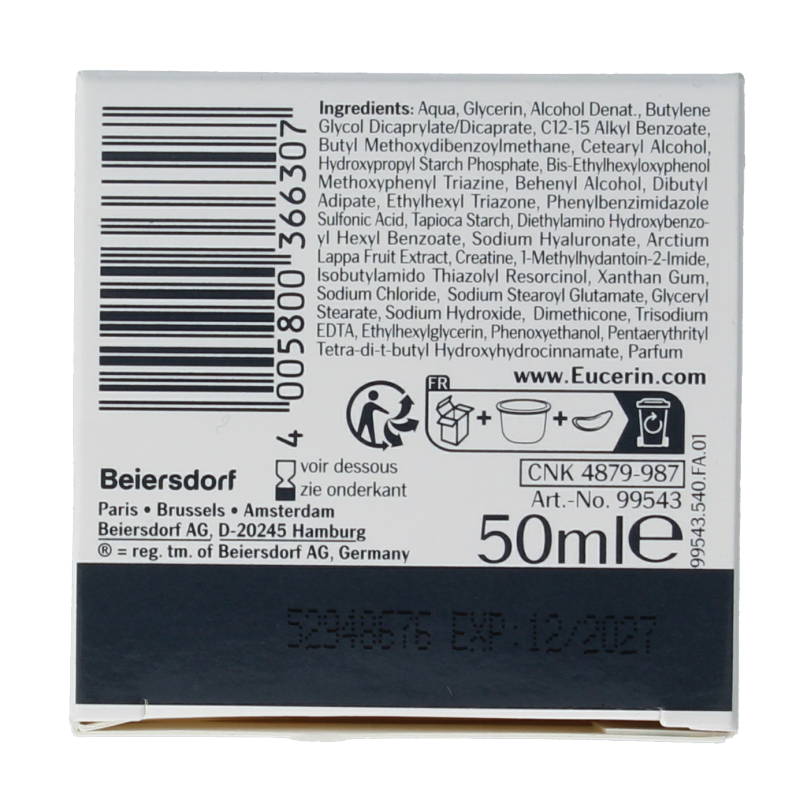 Ingredients: Aqua, Glycerin, Alcohol Denat., Butylene
Glycol Dicaprylate/Dicaprate, C12-15 Alkyl Benzoate,
Butyl Methoxydibenzoylmethane, Cetearyl Alcohol,
Hydroxypropyl Starch Phosphate, Bis-Ethylhexyloxyphenol
Methoxyphenyl Triazine, Behenyl Alcohol, Dibutyl
Adipate, Ethylhexyl Triazone, Phenylbenzimidazole
Sulfonic Acid, Tapioca Starch, Diethylamino Hydroxybenzo-
yl Hexyl Benzoate, Sodium Hyaluronate, Arctium
Lappa Fruit Extract, Creatine, 1-Methylhydantoin-2-Imide,
Isobutylamido Thiazolyl Resorcinol, Xanthan Gum,
Sodium Chloride, Sodium Stearoyl Glutamate, Glyceryl
Stearate, Sodium Hydroxide, Dimethicone, Trisodium
EDTA, Ethylhexylglycerin, Phenoxyethanol, Pentaerythrityl
Tetra-di-t-butyl Hydroxyhydrocinnamate, Parfum
www.Eucerin.com
4 005800 366307
FR
+ +
Beiersdorf
voir dessous
zie onderkant
Paris • Brussels • Amsterdam
Beiersdorf AG, D-20245 Hamburg
® = reg. tm. of Beiersdorf AG, Germany
CNK 4879-987
Art.-No. 99543
50ml e
99543.540.FA.01
52948676 EXP:12/2027